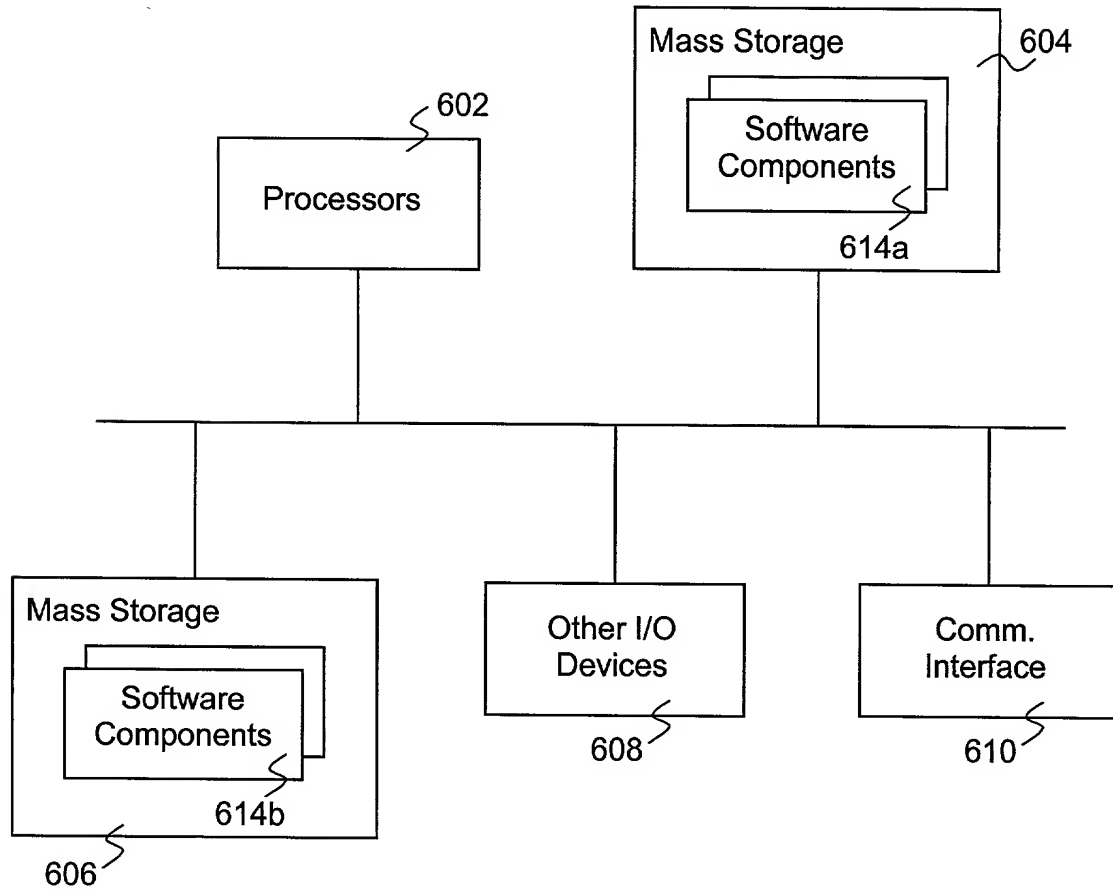 Mass Storage
604
Software
Components
614a
602
Processors
Mass Storage
Software
Components
614b
606
Other I/O
Devices
608
Comm.
Interface
610